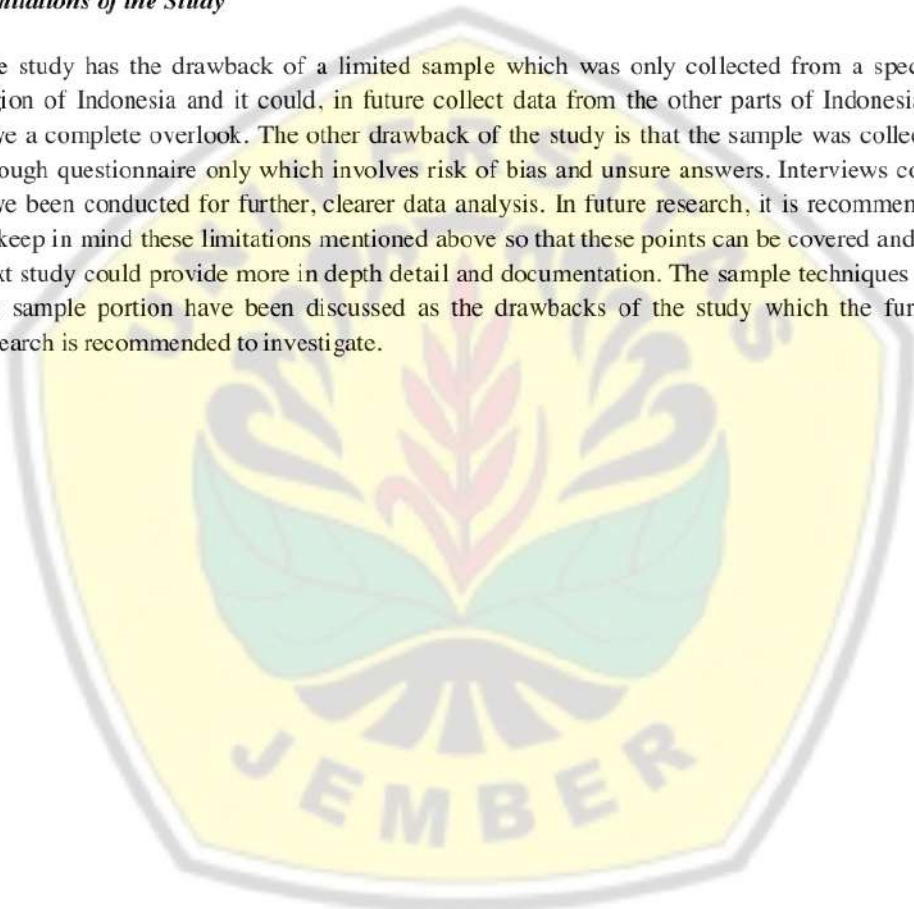 itations of the Study
e study has the drawback of a limited sample which was only collected from a spec
gion of Indonesia and it could, in future collect data from the other parts of Indonesi
ve a complete overlook. The other drawback of the study is that the sample was collec
ough questionnaire only which involves risk of bias and unsure answers. Interviews co
ve been conducted for further, clearer data analysis. In future research, it is recommen
keep in mind these limitations mentioned above so that these points can be covered and
xt study could provide more in depth detail and documentation. The sample techniques
sample portion have been discussed as the drawbacks of the study which the fur
earch is recommended to investigate.
UNIVERSITAS
JEMBER